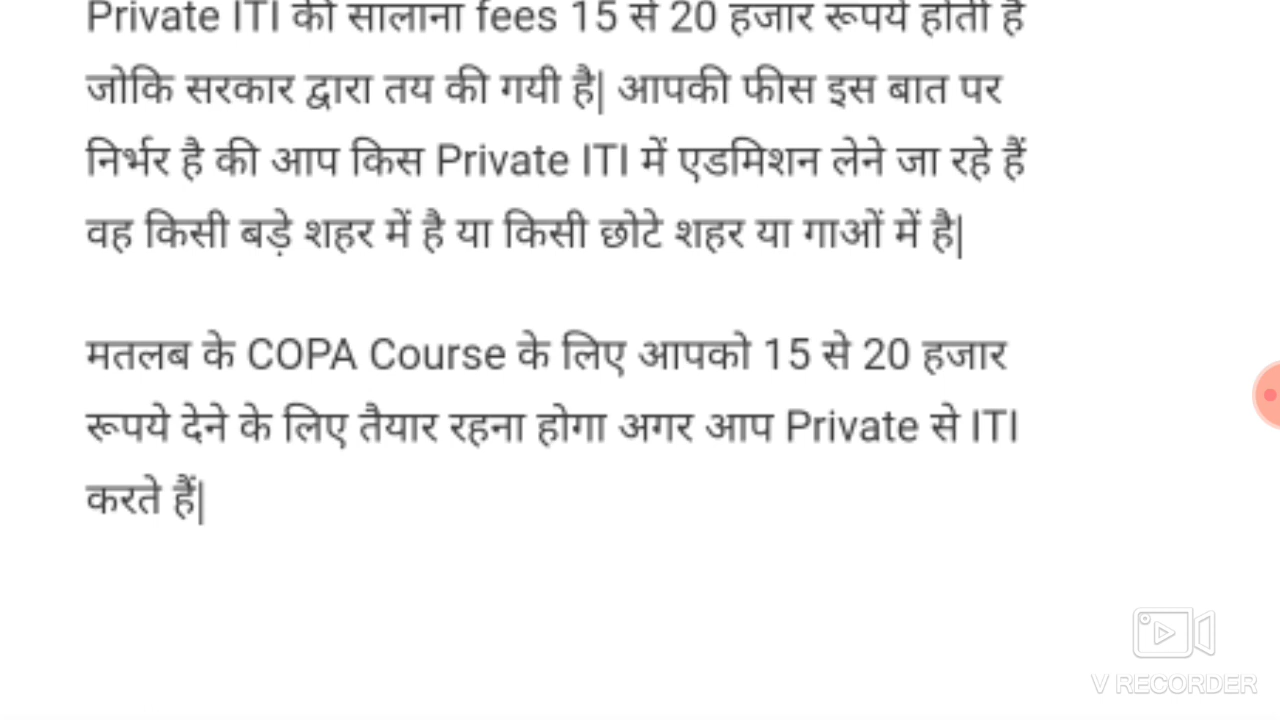 Private ITI की सालाना fees 15 से 20 हजार रूपये होती है
जोकि सरकार द्वारा तय की गयी है| आपकी फीस इस बात पर
निर्भर है की आप किस Private ITI में एडमिशन लेने जा रहे हैं
वह किसी बड़े शहर में है या किसी छोटे शहर या गाओं में है|
मतलब के COPA Course के लिए आपको 15 से 20 हजार
रूपये देने के लिए तैयार रहना होगा अगर आप Private से ITI
करते हैं|
V RECORDER